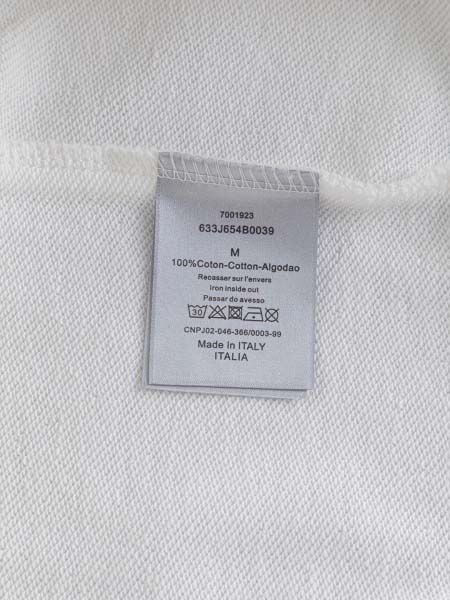 7001923
633J654B0039
M
100%Coton-Cotton-Algodao
Recasser sur l'envers
Iron inside out
Passar do avesso
30
CNPJ02-046-366/0003-99
Made in ITALY
ITALIA